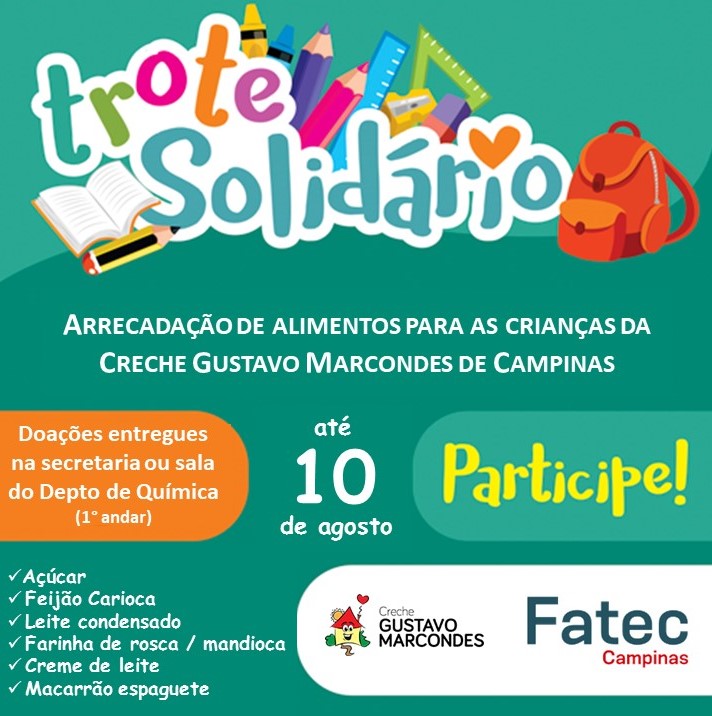 trote
Solidário
ARRECADAÇÃO DE ALIMENTOS PARA AS CRIANÇAS DA
CRECHE GUSTAVO MARCONDES DE CAMPINAS
Doações entregues
na secretaria ou sala
do Depto de Química
(1° andar)
até
10
de agosto
Participe!
✓Açúcar
✓Feijão Carioca
✓Leite condensado
✓Farinha de rosca / mandioca
✓Creme de leite
✓Macarrão espaguete
Creche
GUSTAVO
MARCONDES
Fatec
Campinas